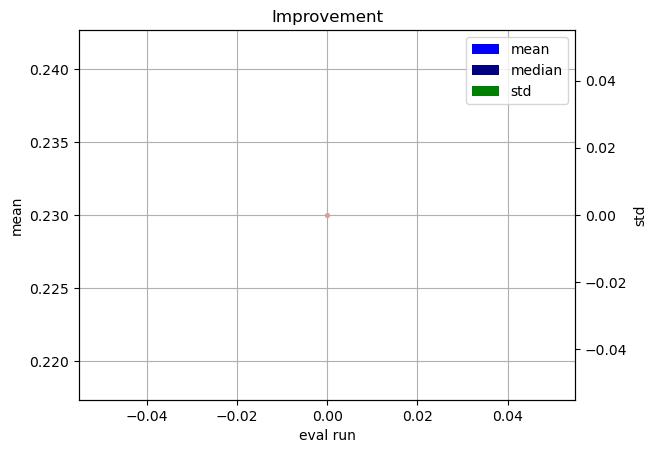 Improvement
mean
median
std
0.240
0.235
0.230
0.225
0.220
mean
0.04
0.02
0.00
−0.02
−0.04
std
−0.04 −0.02 0.00 0.02 0.04
eval run